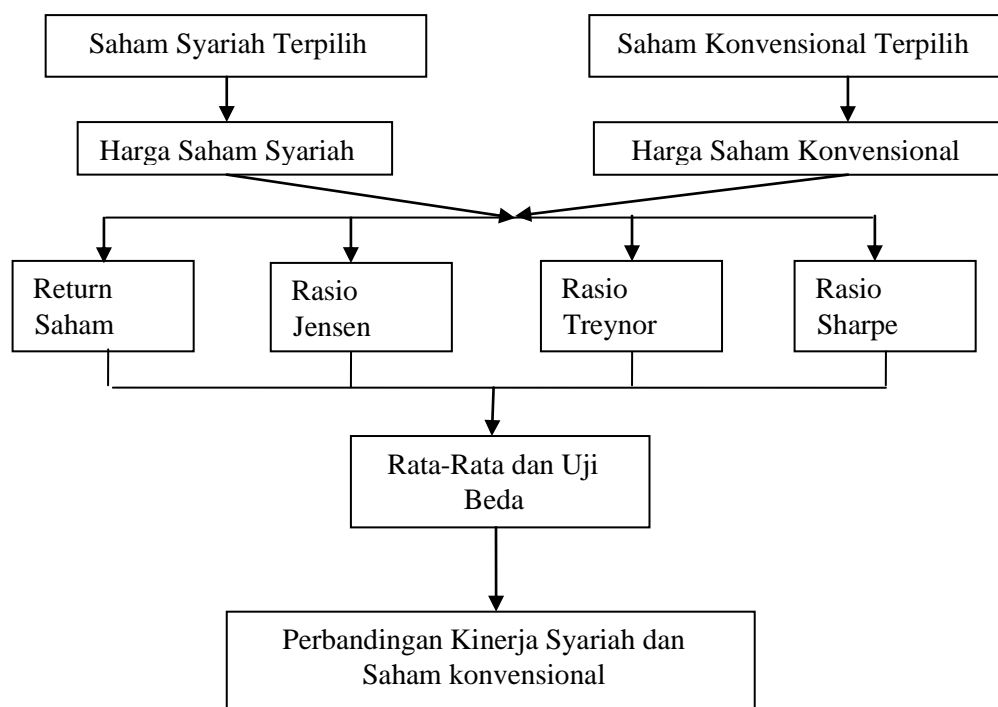 Saham Syariah Terpilih
Saham Konvensional Terpilih
Harga Saham Syariah
Harga Saham Konvensional
Return
Saham
Rasio
Jensen
Rasio
Treynor
Rasio
Sharpe
Rata-Rata dan Uji
Beda
Perbandingan Kinerja Syariah dan
Saham konvensional